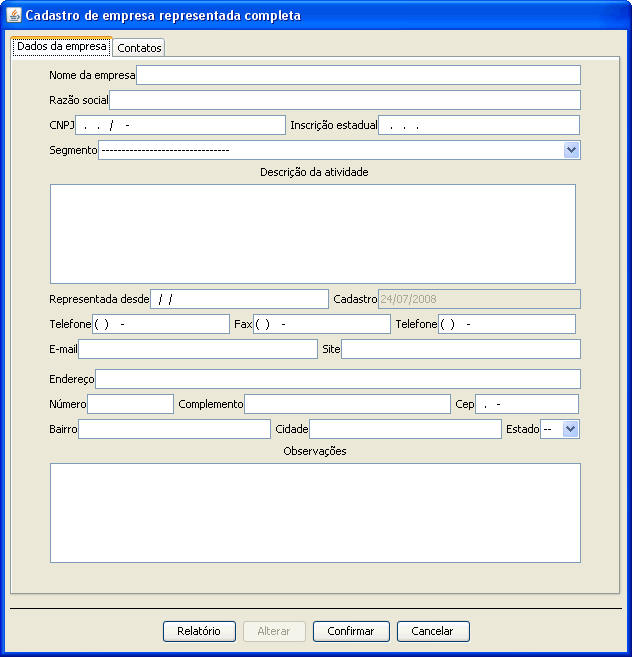 Cadastro de empresa representada completa
Dados da empresa Contatos
Nome da empresa
Razão social
CNPJ . . / - Inscrição estadual . . .
Segmento --------------------------------
Descrição da atividade
Representada desde / / Cadastro 24/07/2008
Telefone ( ) - Fax ( ) - Telefone ( ) -
E-mail Site
Endereço
Número Complemento Cep . -
Bairro Cidade Estado --
Observações
Relatório Alterar Confirmar Cancelar